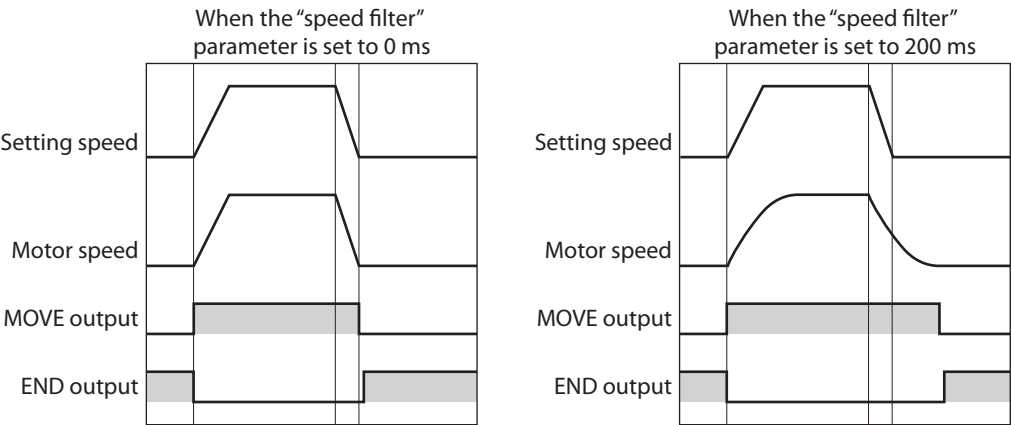 When the “speed filter”
parameter is set to 0 ms
Setting speed
Motor speed
MOVE output
END output
When the “speed filter”
parameter is set to 200 ms
Setting speed
Motor speed
MOVE output
END output